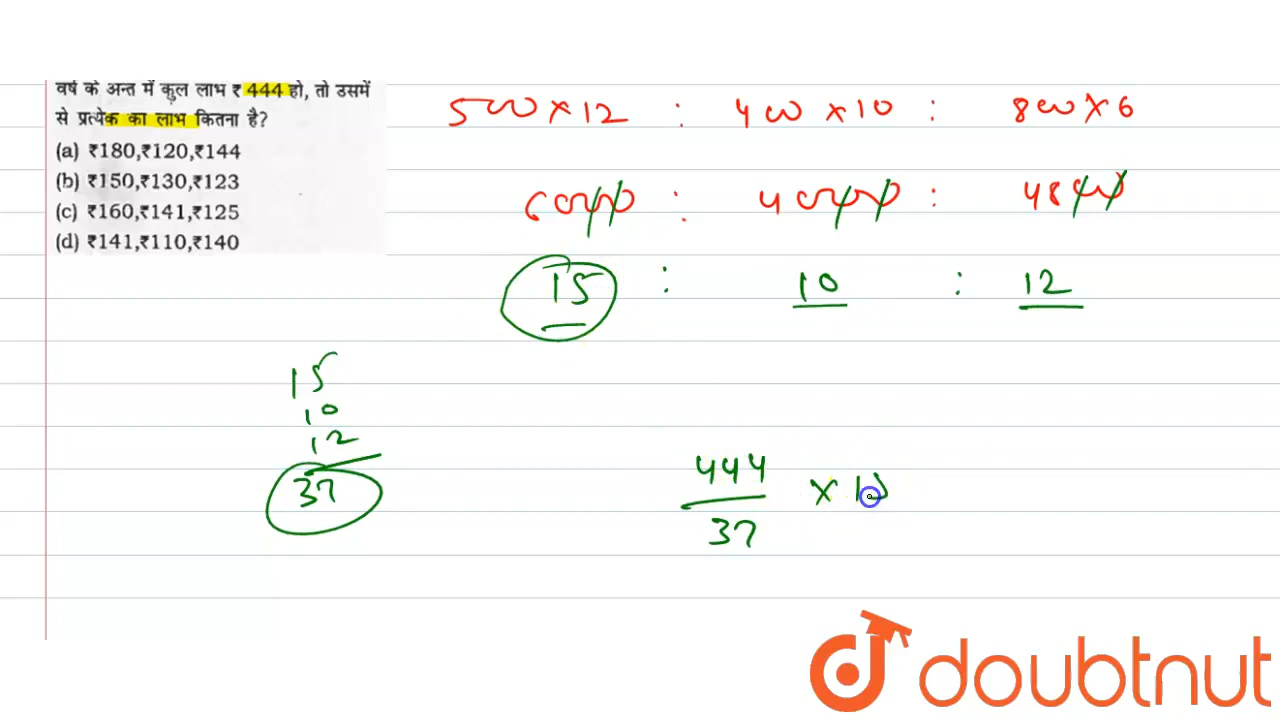 वर्ष के अन्त में कुल लाभ ₹ 444 हो, तो उसमें
से प्रत्येक का लाभ कितना है?
(a) ₹180,₹120,₹144
(b) ₹150,₹130,₹123
(c) ₹160,₹141,₹125
(d) ₹141,₹110,₹140
500×12 : 400×10 : 800×6
6000 : 4000 : 4800
15 : 10 : 12
15
10
12
37
444
37
×
doubtnut